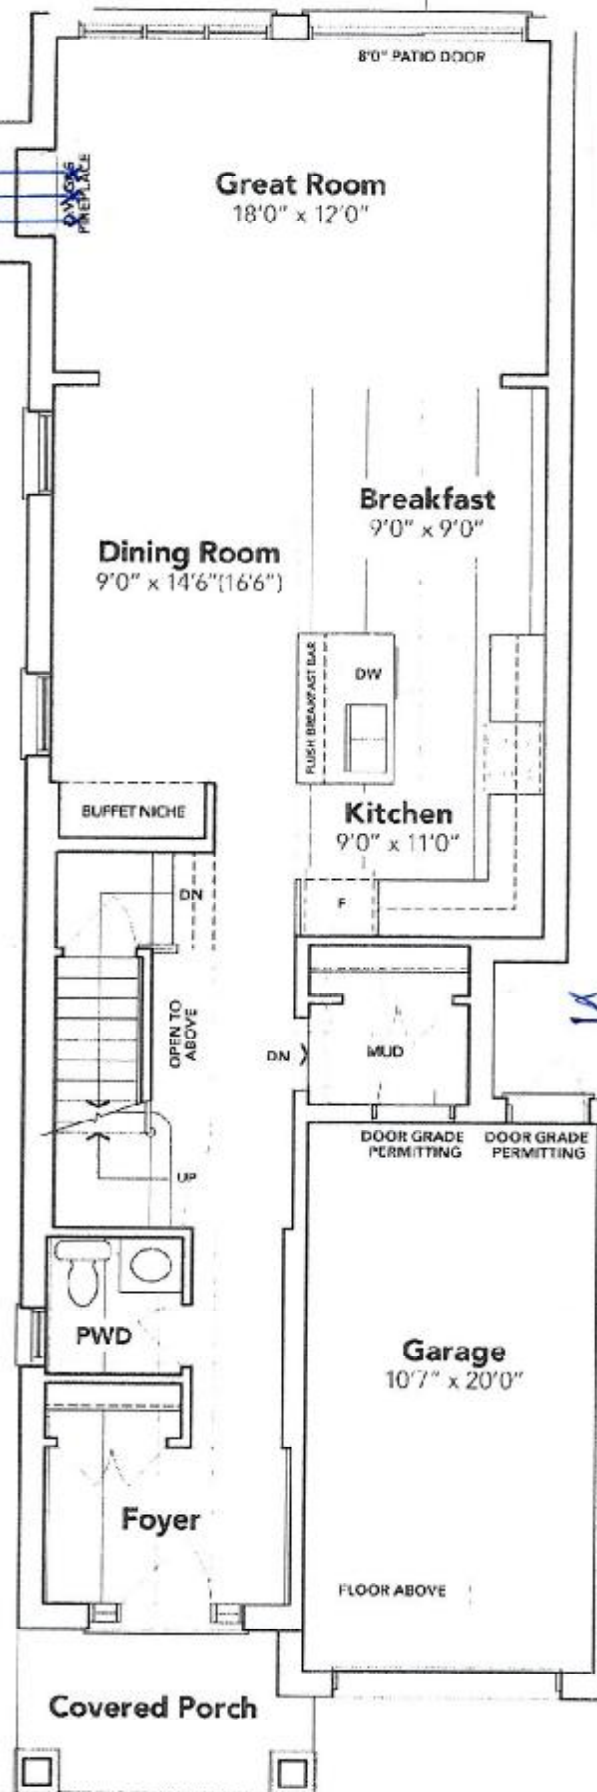 8'0" PATIO DOOR
FIREPLACE
Great Room
18'0" x 12'0"
Breakfast
9'0" x 9'0"
Dining Room
9'0" x 14'6"(16'6")
FLUSH BREAKFAST BAR
DW
BUFFET NICHE
Kitchen
9'0" x 11'0"
DN
F
OPEN TO
ABOVE
DN
MUD
DOOR GRADE
PERMITTING
DOOR GRADE
PERMITTING
UP
PWD
Garage
10'7" x 20'0"
Foyer
FLOOR ABOVE
Covered Porch